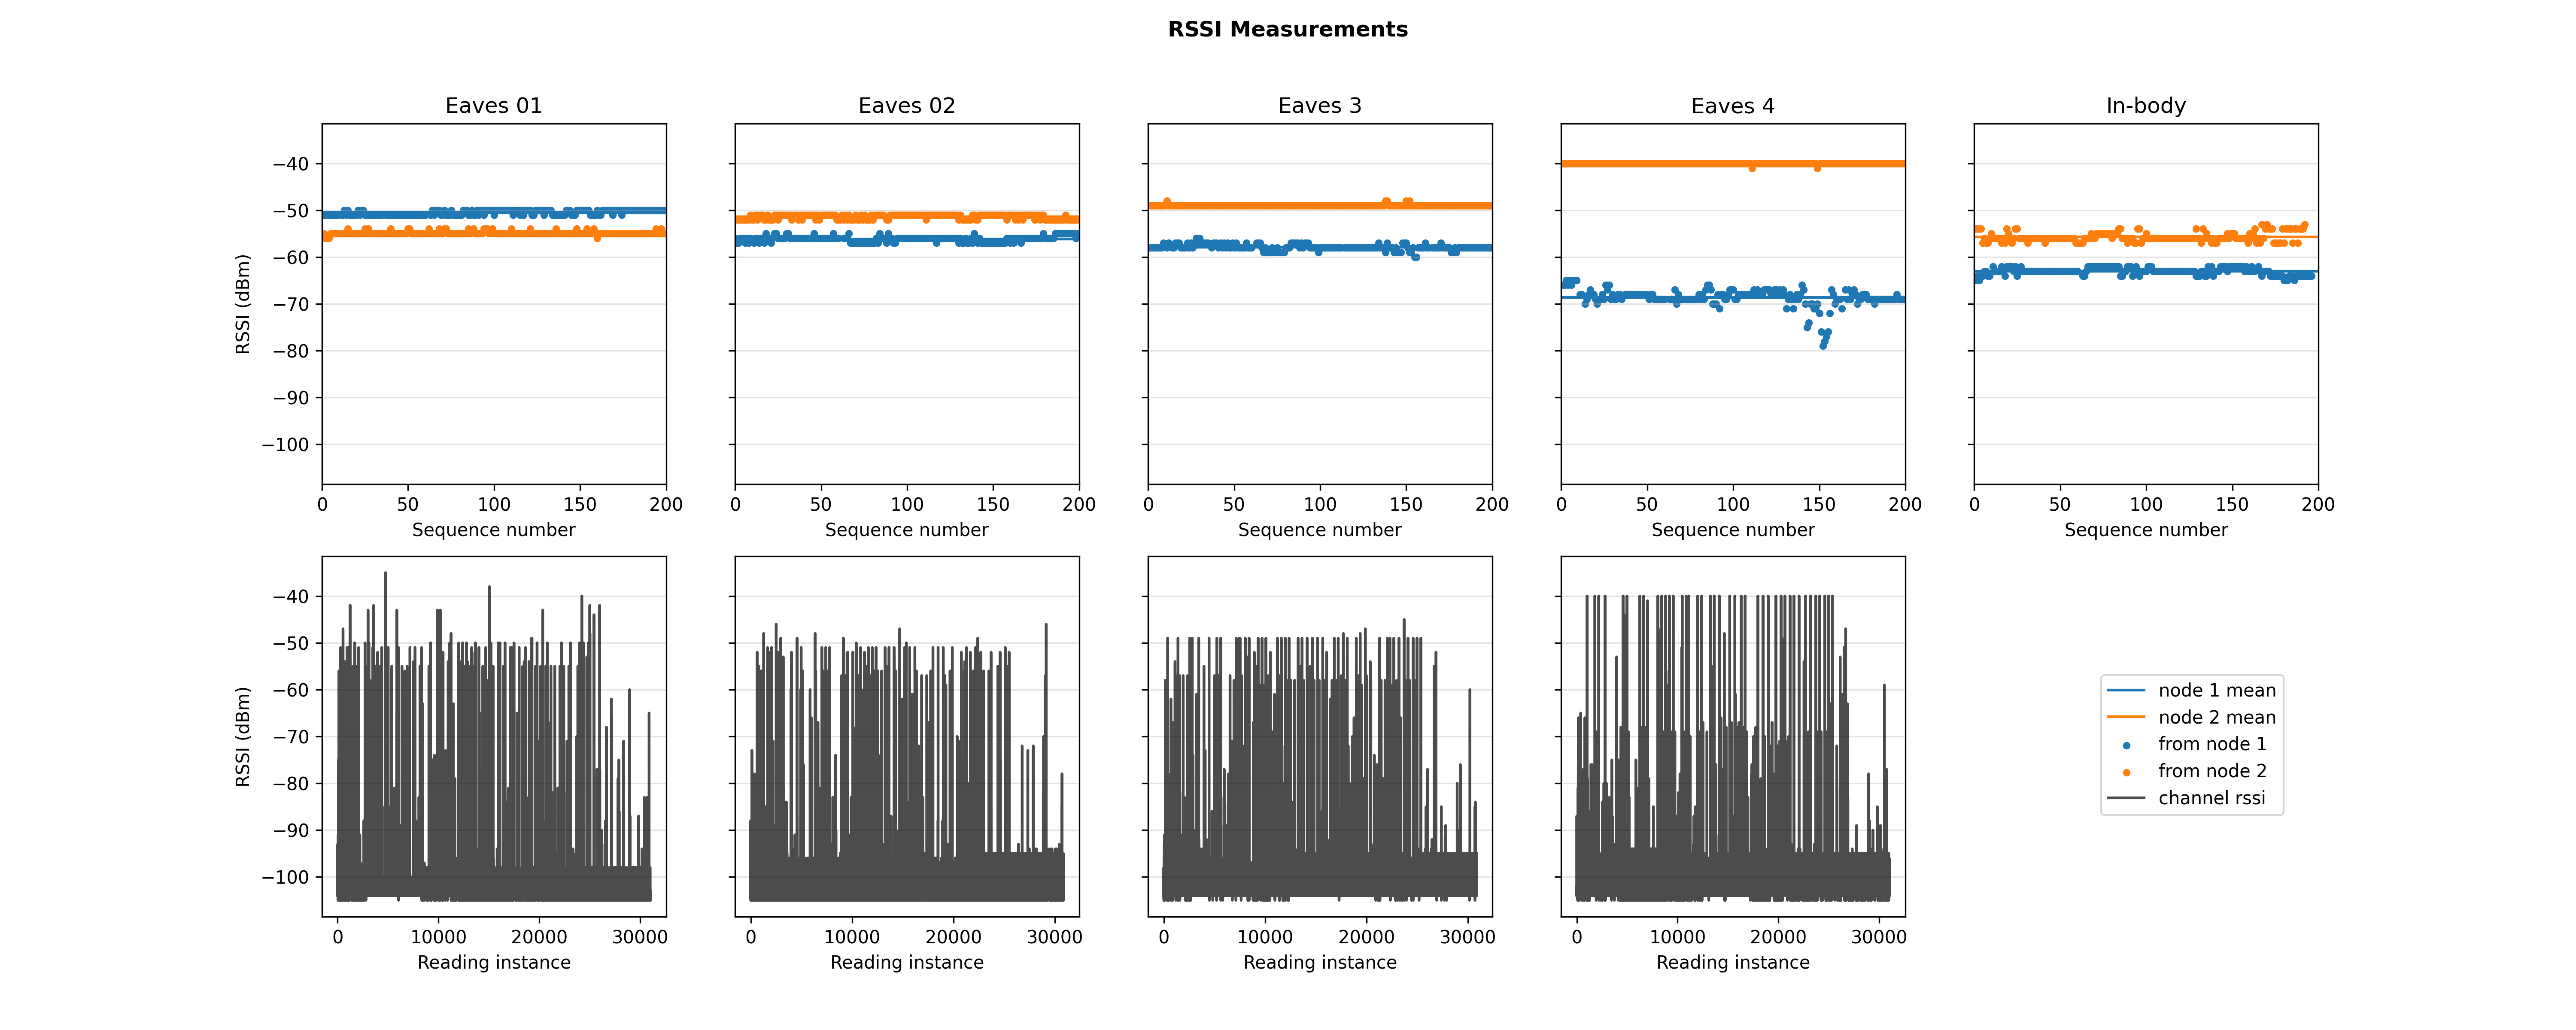 RSSI Measurements
Eaves 01
Eaves 02
Eaves 3
Eaves 4
In-body
RSSI (dBm)
−40
−50
−60
−70
−80
−90
−100
0 50 100 150 200
0 50 100 150 200
0 50 100 150 200
0 50 100 150 200
0 50 100 150 200
Sequence number
Sequence number
Sequence number
Sequence number
Sequence number
RSSI (dBm)
−40
−50
−60
−70
−80
−90
−100
0 10000 20000 30000
0 10000 20000 30000
0 10000 20000 30000
0 10000 20000 30000
Reading instance
Reading instance
Reading instance
Reading instance
node 1 mean
node 2 mean
from node 1
from node 2
channel rssi